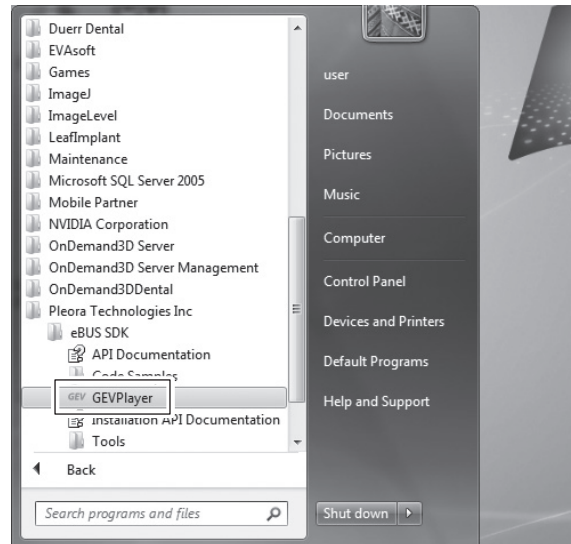 Duerr Dental
EVAsoft
Games
ImageJ
ImageLevel
LeafImplant
Maintenance
Microsoft SQL Server 2005
Mobile Partner
NVIDIA Corporation
OnDemand3D Server
OnDemand3D Server Management
OnDemand3DDental
Pleora Technologies Inc
eBUS SDK
API Documentation
Code Samples
GEV GEVPlayer
Installation API Documentation
Tools
Back
Search programs and files
user
Documents
Pictures
Music
Computer
Control Panel
Devices and Printers
Default Programs
Help and Support
Shut down